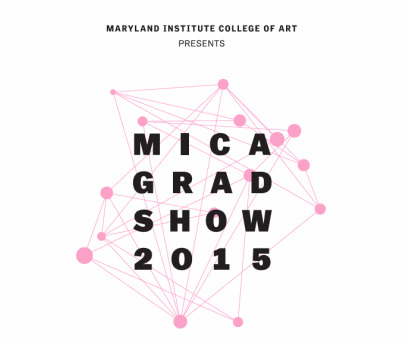 MARYLAND INSTITUTE COLLEGE OF ART
PRESENTS
MICA
GRAD
SHOW
2015